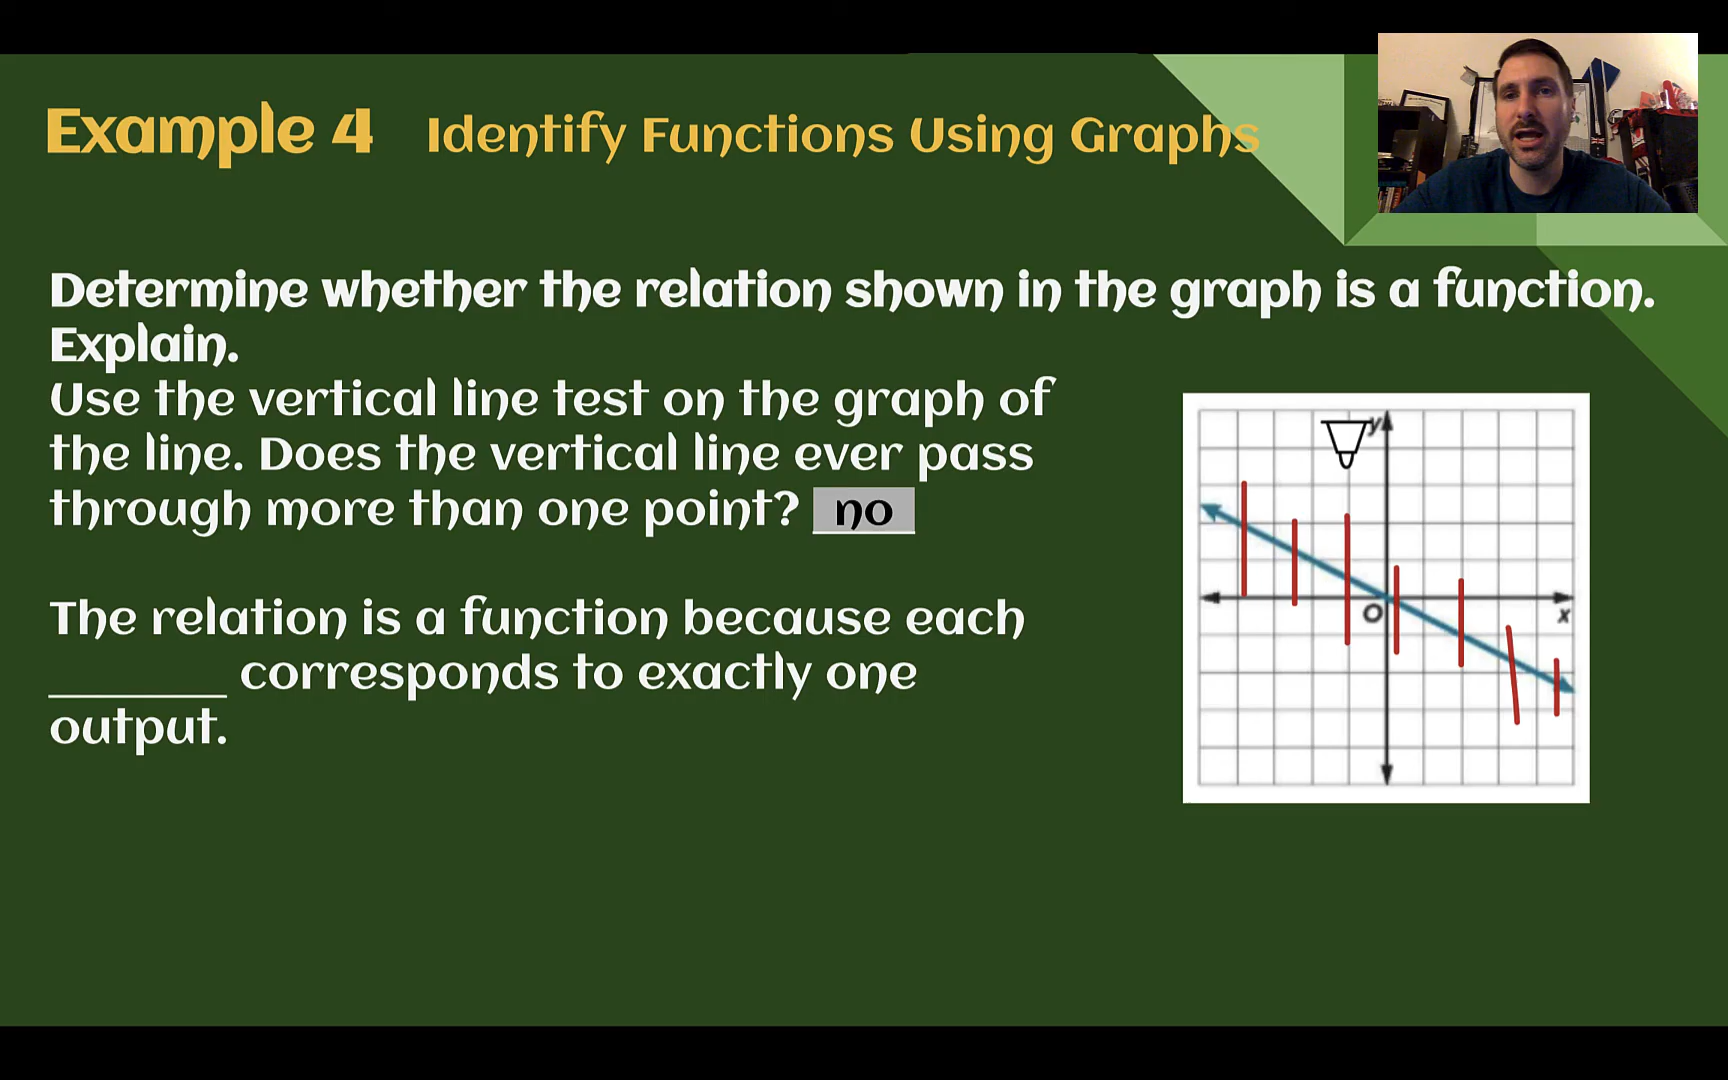 Example 4 Identify Functions Using Graphs
Determine whether the relation shown in the graph is a function.
Explain.
Use the vertical line test on the graph of
the line. Does the vertical line ever pass
through more than one point? no
The relation is a function because each
________ corresponds to exactly one
output.
y
O
x